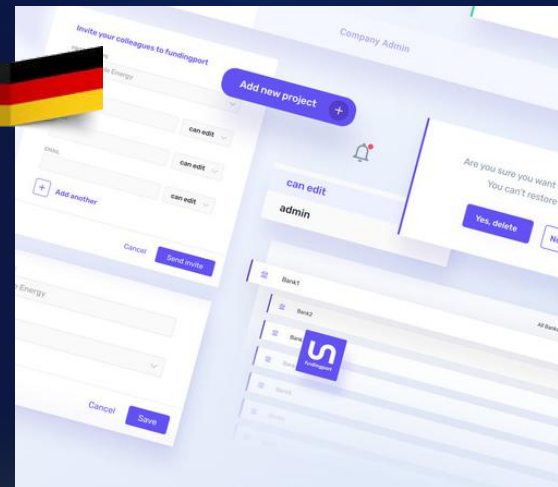 Company Admin
Invite your colleagues to fundingport
Energy
can edit
EMAIL
can edit
can edit
Add another
Cancel
Send invite
Add new project
can edit
admin
Are you sure you want
You can't restore
Yes, delete
Bank1
Bank2
fundingport
Energy
Cancel
Save